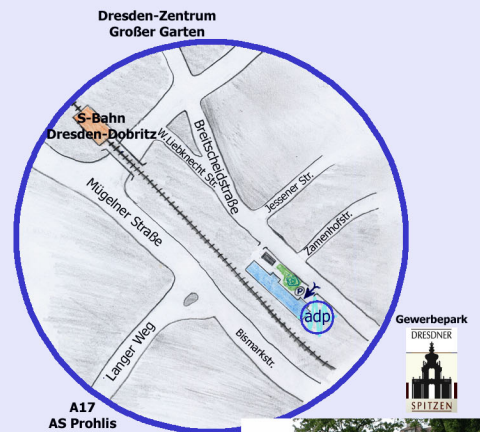 Dresden-Zentrum
Großer Garten
S-Bahn
Dresden-Dobritz
W.Liebknecht Str.
Breitscheidstraße
Jessener Str.
Zamenhofstr.
Mügelner Straße
P
adp
Langer Weg
Bismarkstr.
Gewerbepark
DRESDNER
SPITZEN
A17
AS Prohlis